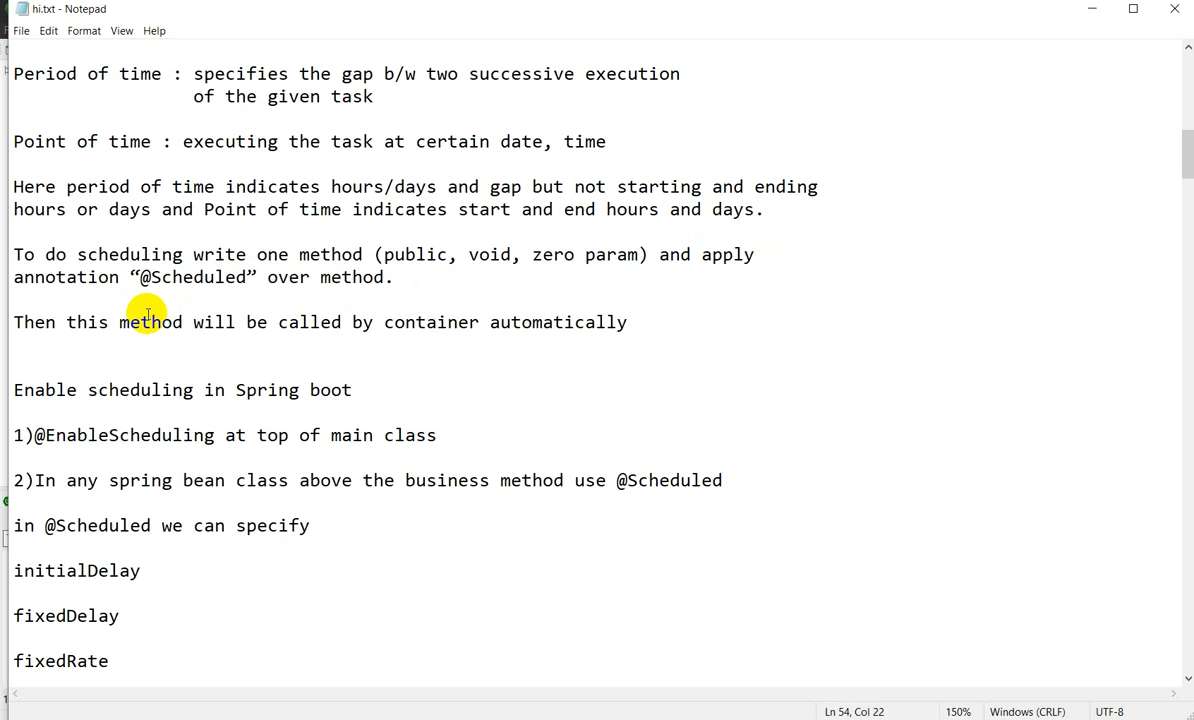 hi.txt - Notepad
File Edit Format View Help
Period of time : specifies the gap b/w two successive execution
of the given task
Point of time : executing the task at certain date, time
Here period of time indicates hours/days and gap but not starting and ending
hours or days and Point of time indicates start and end hours and days.
To do scheduling write one method (public, void, zero param) and apply
annotation “@Scheduled” over method.
Then this method will be called by container automatically
Enable scheduling in Spring boot
1)@EnableScheduling at top of main class
2)In any spring bean class above the business method use @Scheduled
in @Scheduled we can specify
initialDelay
fixedDelay
fixedRate
Ln 54, Col 22 150% Windows (CRLF) UTF-8